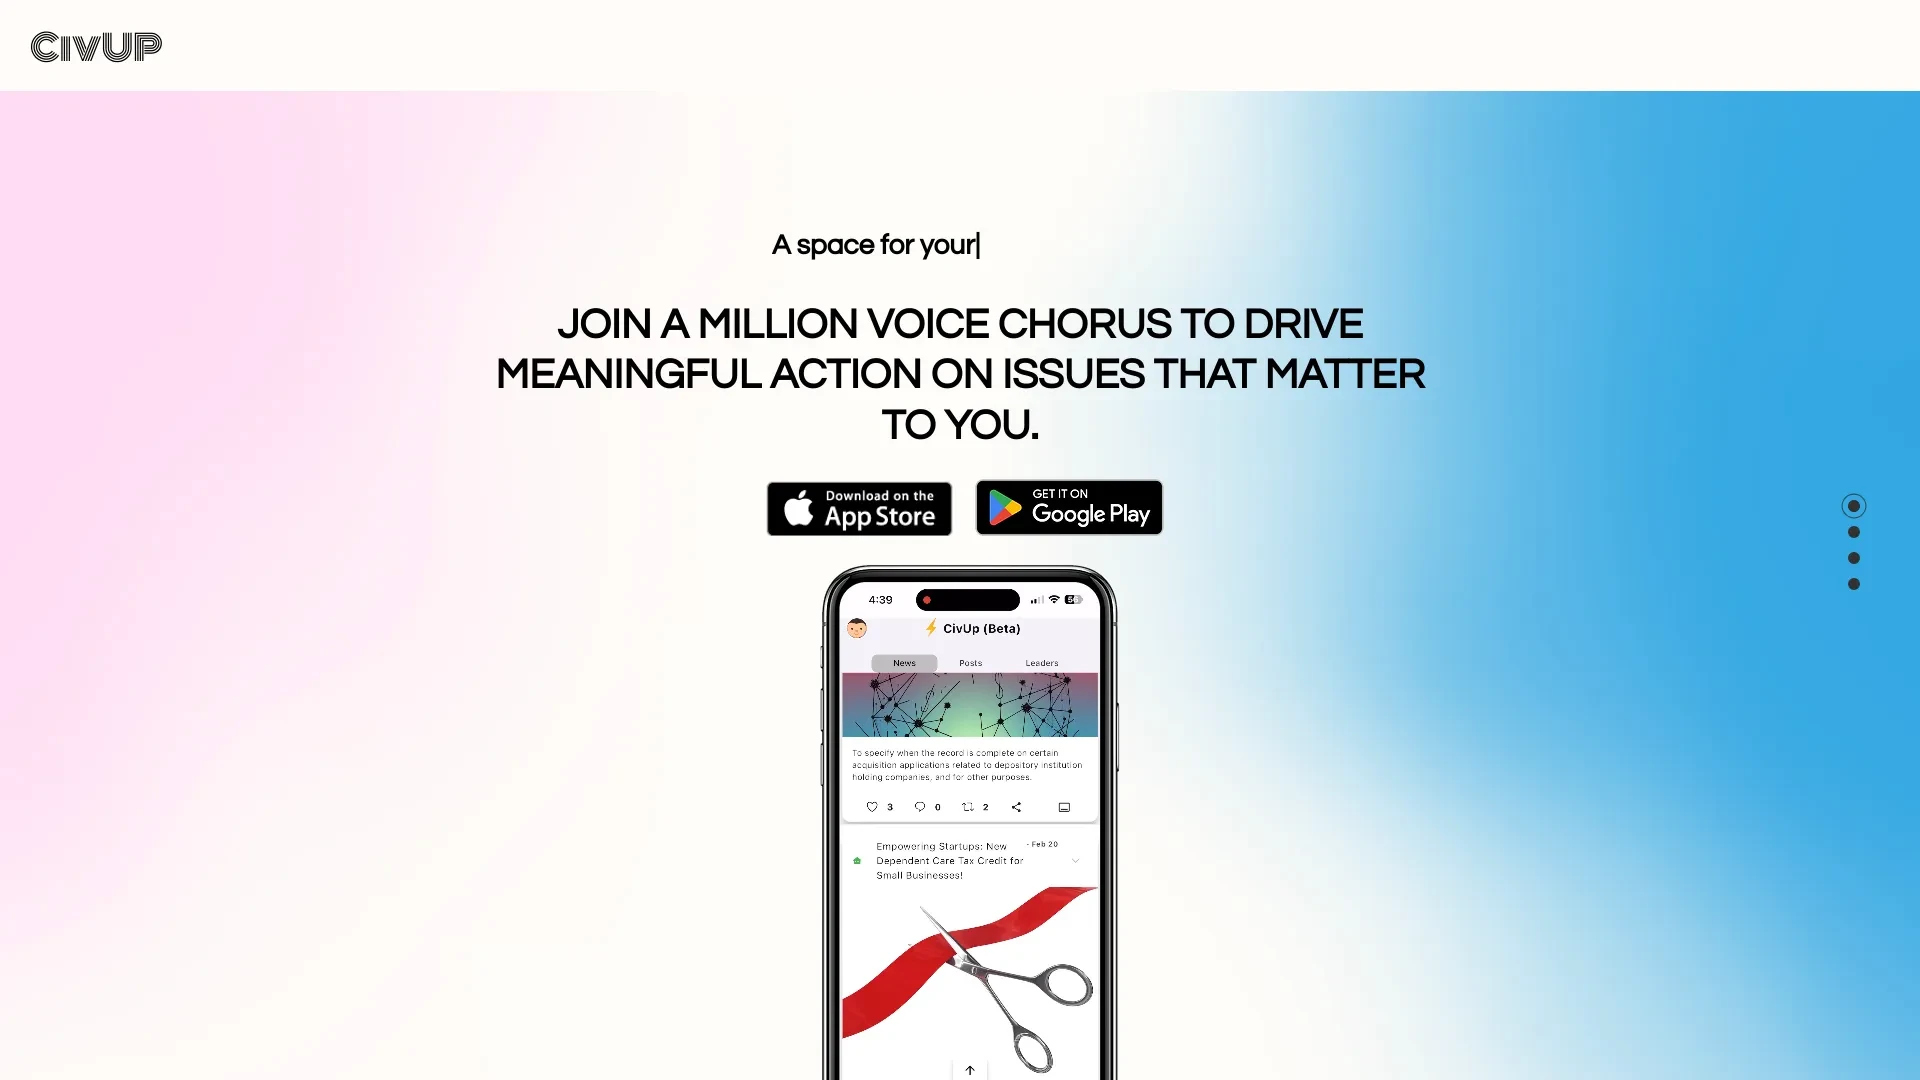 CIVUP
A space for your|
JOIN A MILLION VOICE CHORUS TO DRIVE
MEANINGFUL ACTION ON ISSUES THAT MATTER
TO YOU.
Download on the
App Store
GET IT ON
Google Play
4:39
56
CivUp (Beta)
News Posts Leaders
To specify when the record is complete on certain
acquisition applications related to depository institution
holding companies, and for other purposes.
3 0 2
Empowering Startups: New - Feb 20
Dependent Care Tax Credit for
Small Businesses!